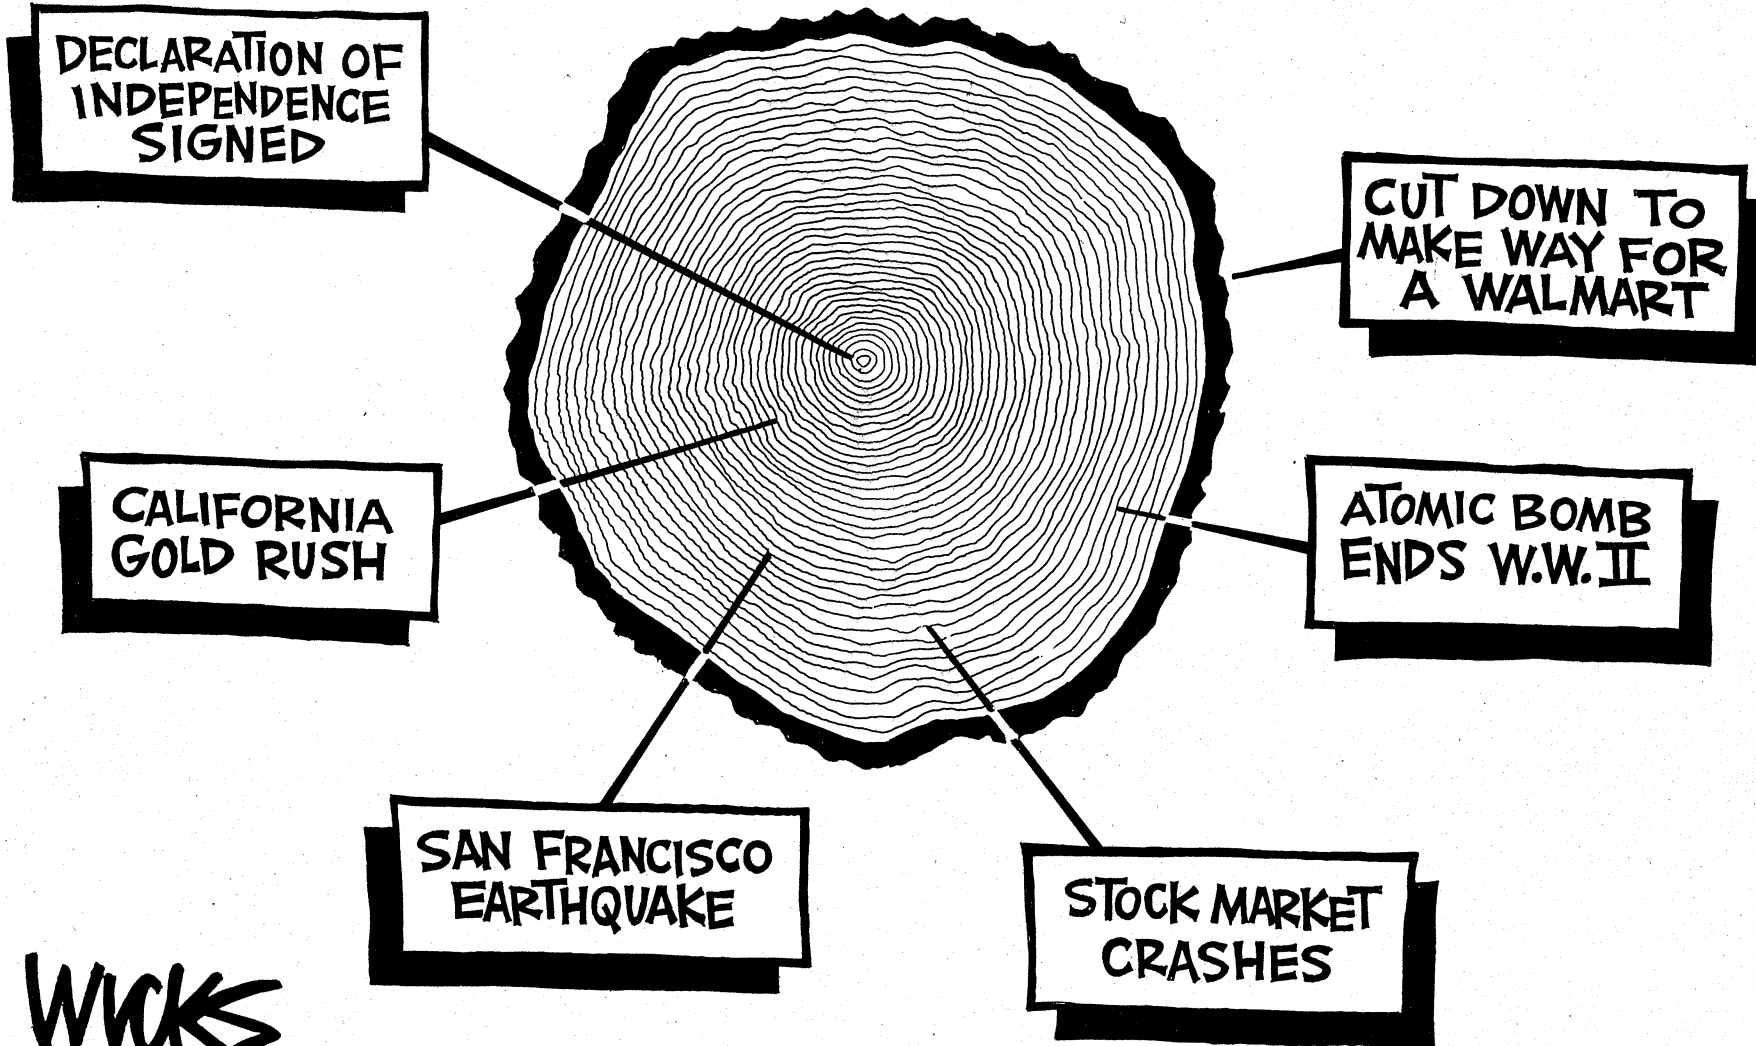 DECLARATION OF
INDEPENDENCE
SIGNED
CALIFORNIA
GOLD RUSH
SAN FRANCISCO
EARTHQUAKE
STOCK MARKET
CRASHES
ATOMIC BOMB
ENDS W.W. II
CUT DOWN TO
MAKE WAY FOR
A WALMART
WICKS